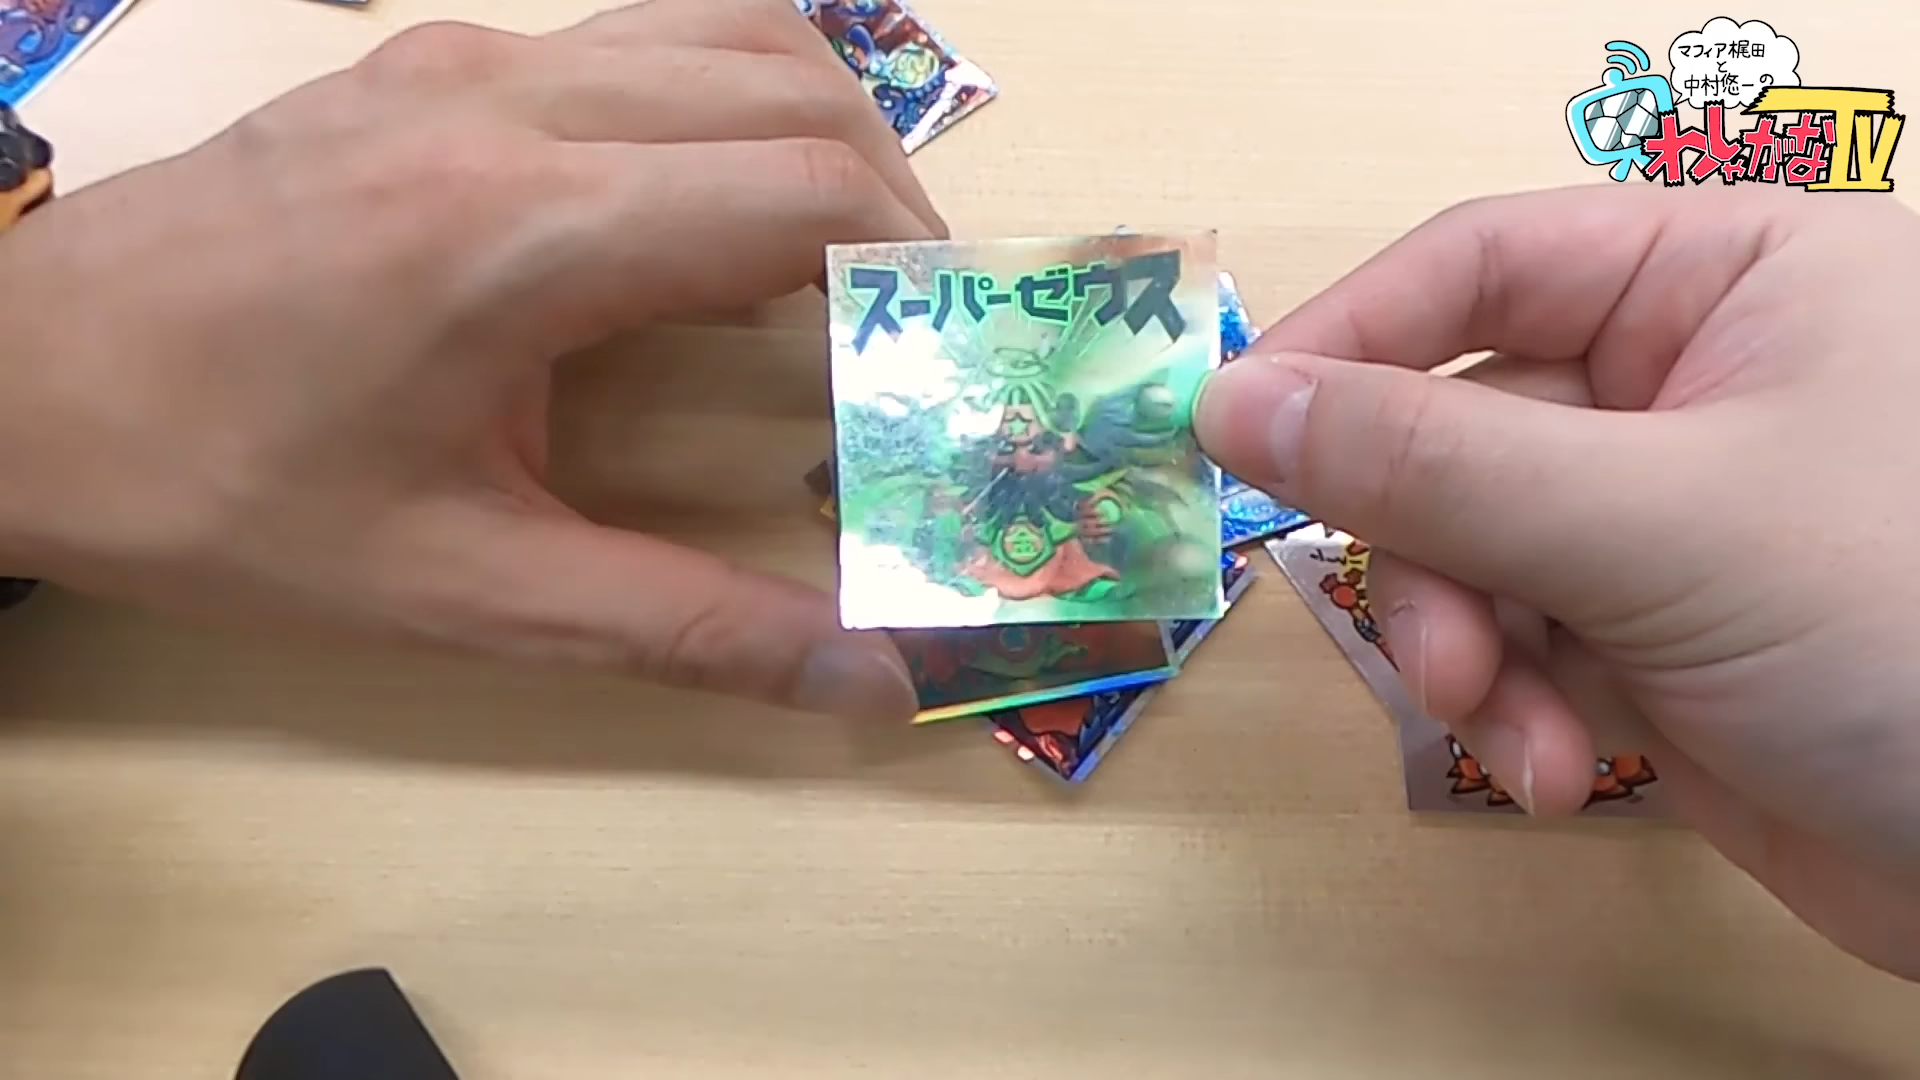 マフィア梶田
と
中村悠一の
わしゃがなTV
スーパーゼウス
金